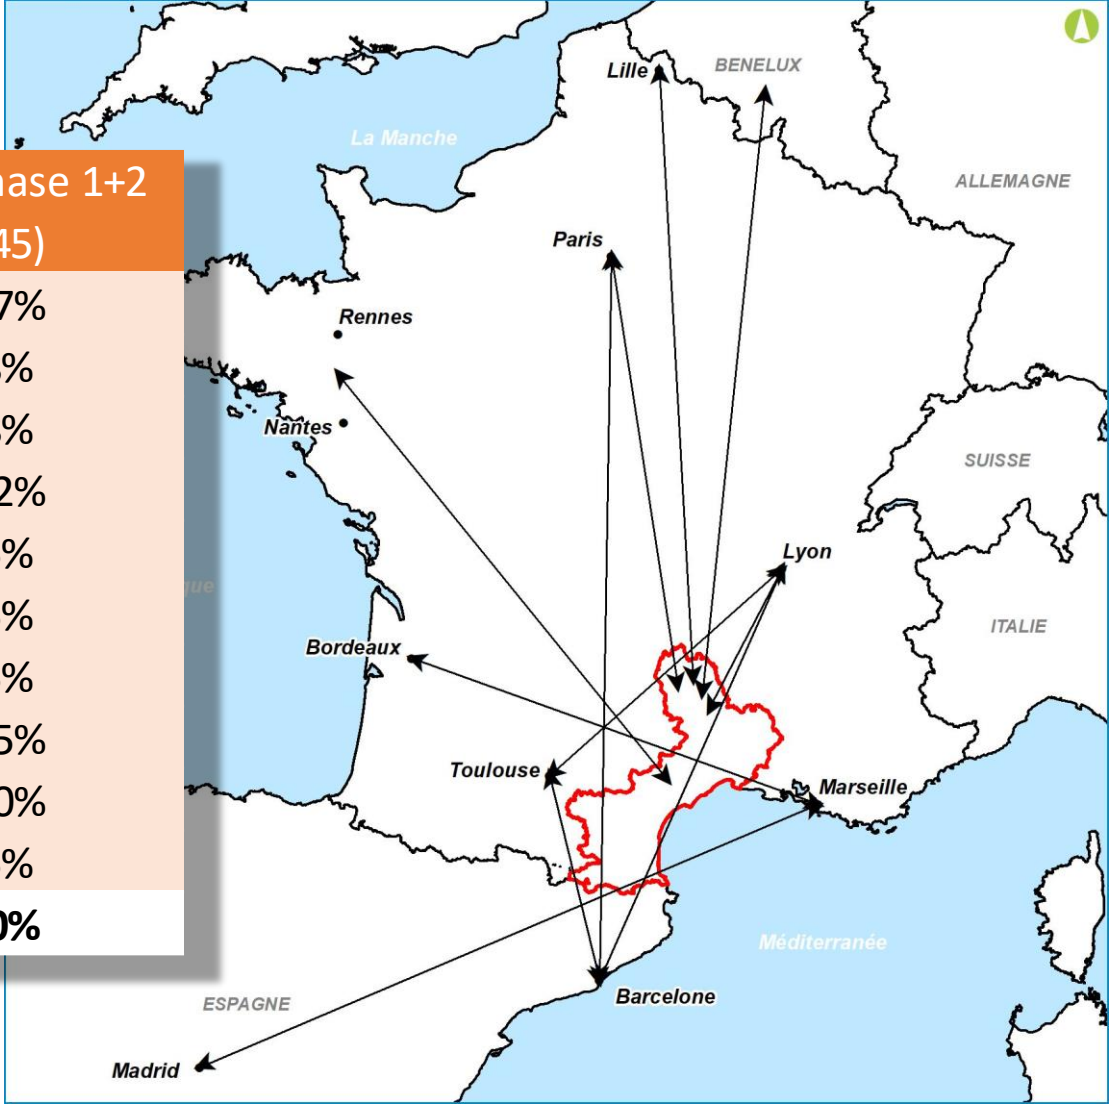 Lille
BENELUX
La Manche
hase 1+2
ALLEMAGNE
45)
Paris
7%
Rennes
%
Nantes
%
SUISSE
2%
Lyon
%
%
ITALIE
Bordeaux
%
5%
Toulouse
Marseille
0%
%
0%
Méditerranée
ESPAGNE
Barcelone
Madrid